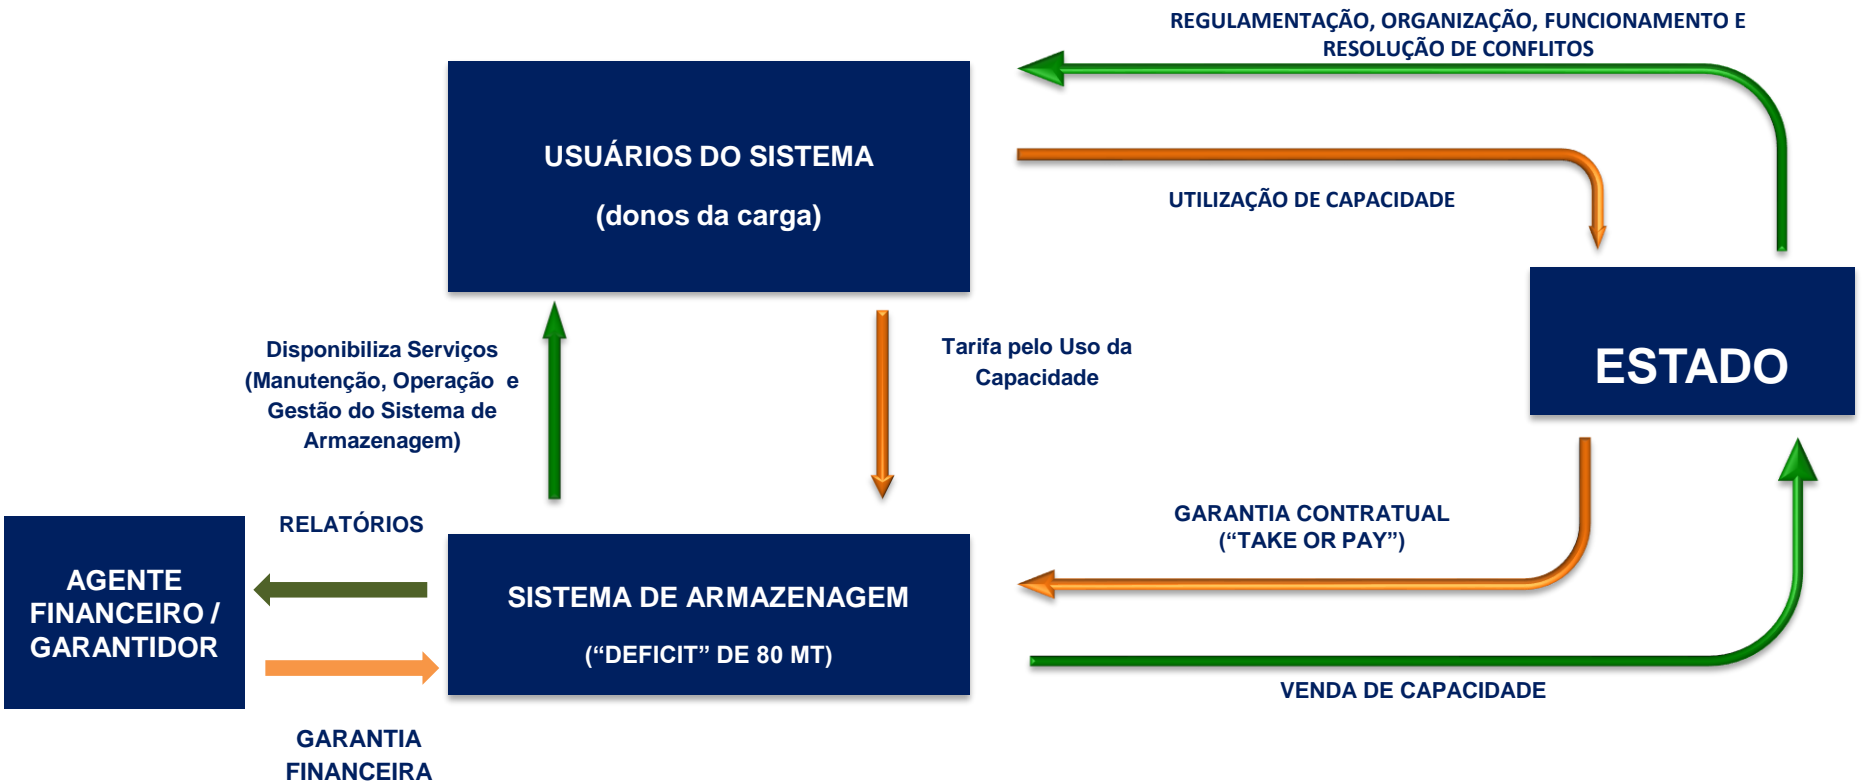 REGULAMENTAÇÃO, ORGANIZAÇÃO, FUNCIONAMENTO E
RESOLUÇÃO DE CONFLITOS
USUÁRIOS DO SISTEMA
(donos da carga)
UTILIZAÇÃO DE CAPACIDADE
ESTADO
Disponibiliza Serviços
(Manutenção, Operação e
Gestão do Sistema de
Armazenagem)
Tarifa pelo Uso da
Capacidade
RELATÓRIOS
GARANTIA CONTRATUAL
(“TAKE OR PAY”)
AGENTE
FINANCEIRO /
GARANTIDOR
SISTEMA DE ARMAZENAGEM
(“DEFICIT” DE 80 MT)
VENDA DE CAPACIDADE
GARANTIA
FINANCEIRA